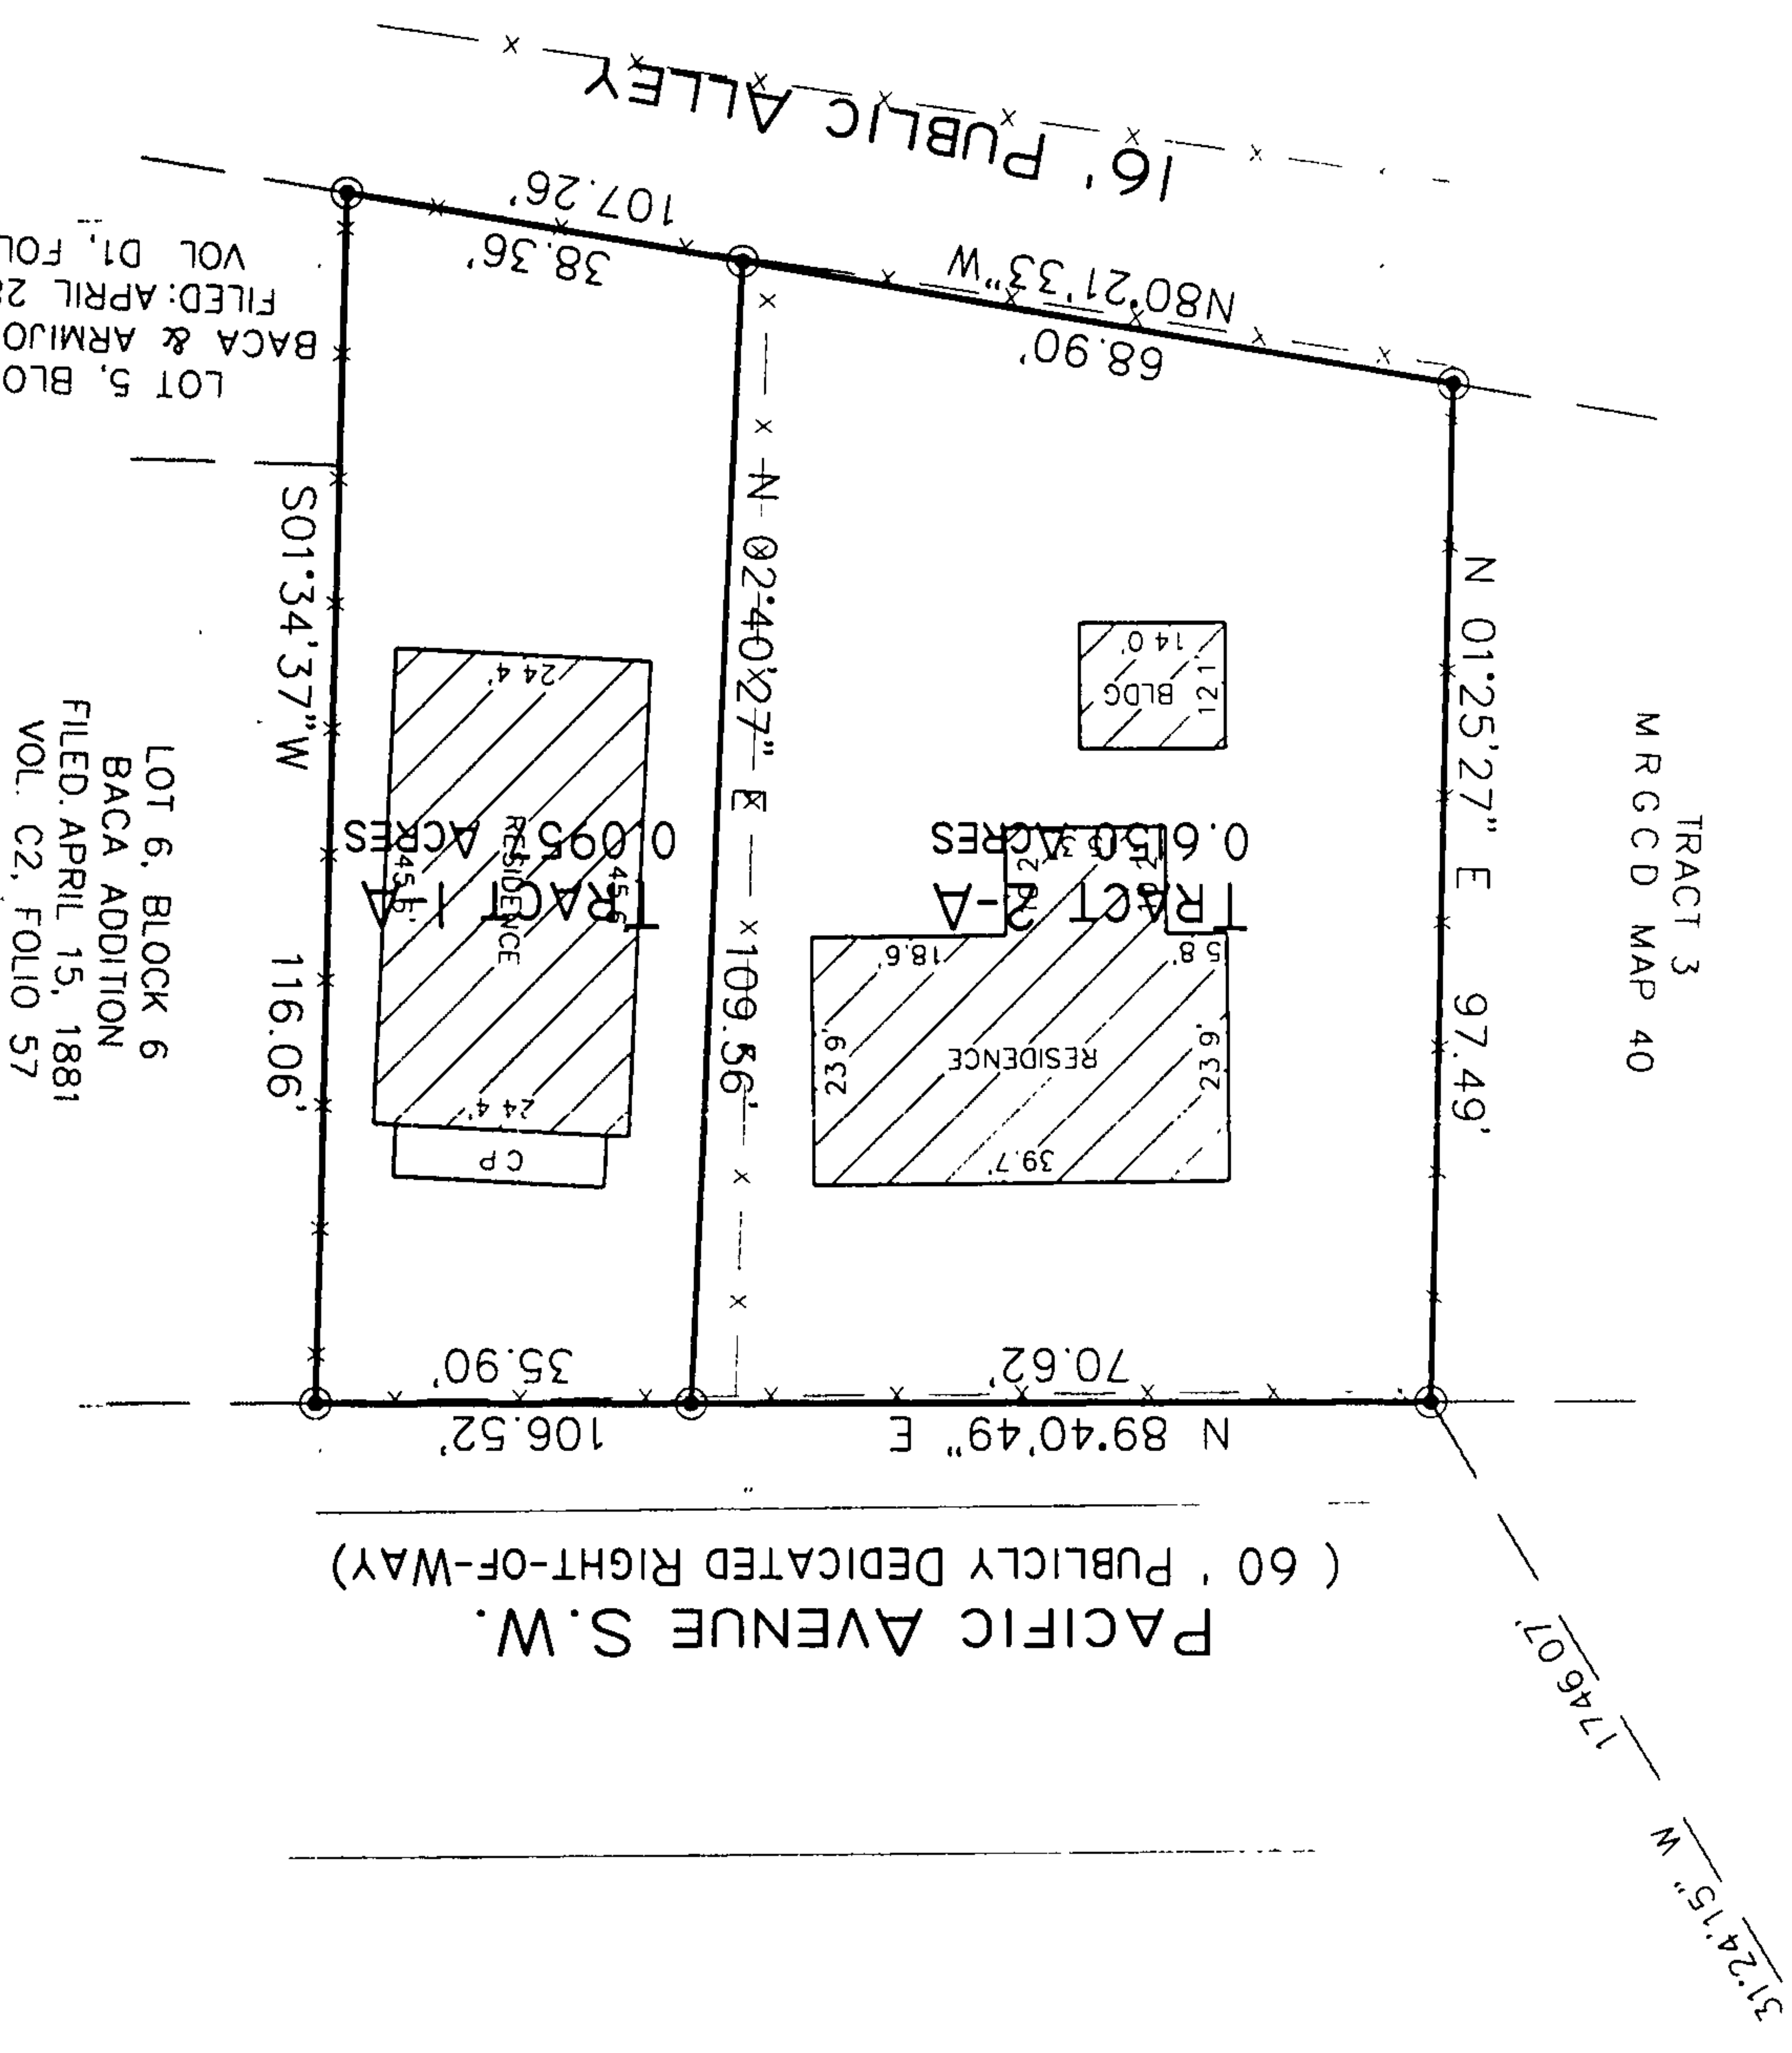 31°24'15" W
1746.07'
PACIFIC AVENUE S.W.
( 60 ' PUBLICLY DEDICATED RIGHT-OF-WAY)
N 89°40'49" E
106.52'
70.62'
35.90'
TRACT 3
M R G C D MAP 40
N 01°25'27" E 97.49'
39.7'
RESIDENCE
23 9'
23 9'
5 8'
18.6'
TRACT 2-A
ACRES
BLDG
14 0'
12 1
N 02°40'27" E
109.56'
C P
24 4'
TRACT 1-A
0.0957 ACRES
RESIDENCE
45.6'
45.6
24 4'
S01°34'37"W
116.06'
LOT 6, BLOCK 6
BACA ADDITION
FILED. APRIL 15, 1881
VOL. C2, FOLIO 57
LOT 5, BLO
BACA & ARMIJO
FILED: APRIL 2
VOL D1, FOL
68.90'
N80°21'33"W
38.36'
107.26'
16' PUBLIC ALLEY